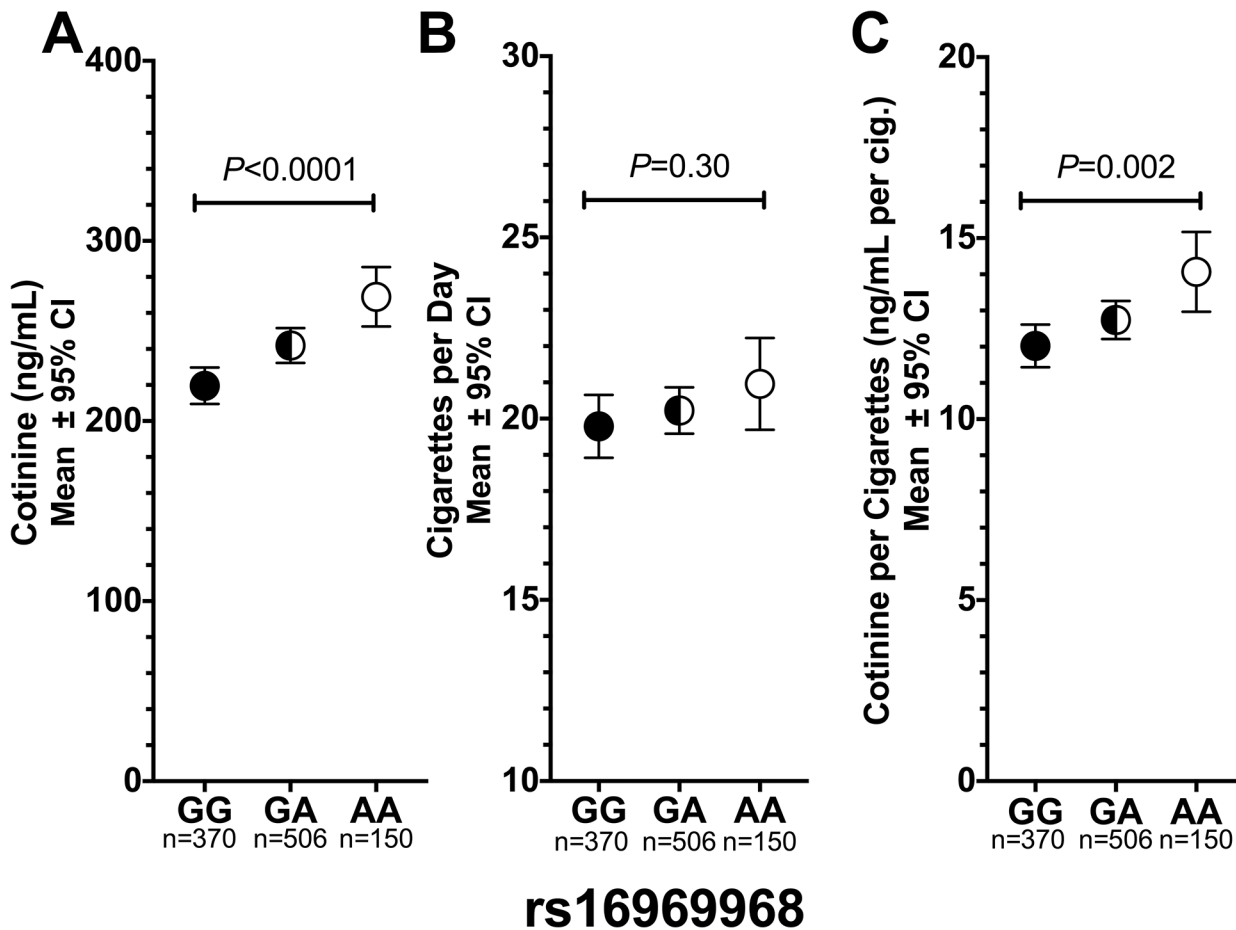 A
Cotinine (ng/mL)
Mean ± 95% CI
400
300
200
100
0
P<0.0001
GG
GA
AA
n=370
n=506
n=150
B
Cigarettes per Day
Mean ± 95% CI
30
25
20
15
10
P=0.30
GG
GA
AA
n=370
n=506
n=150
C
Cotinine per Cigarettes (ng/mL per cig.)
Mean ± 95% CI
20
15
10
5
0
P=0.002
GG
GA
AA
n=370
n=506
n=150
rs16969968